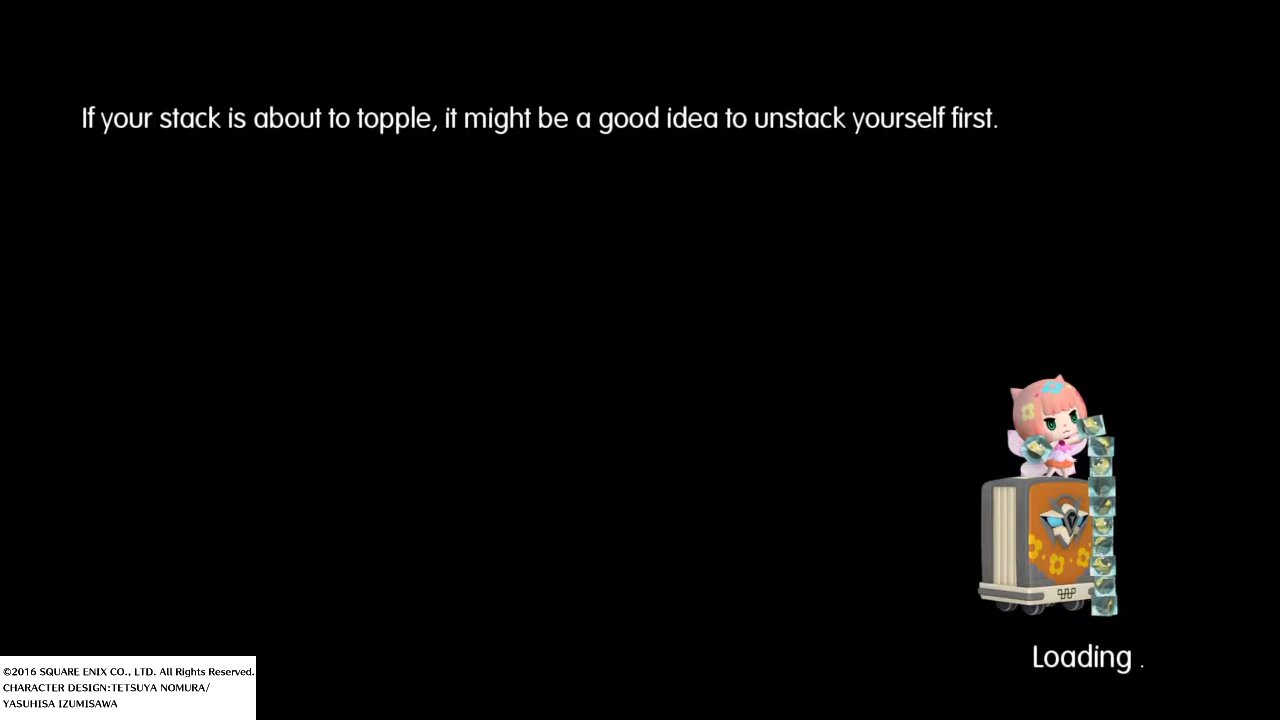 If your stack is about to topple, it might be a good idea to unstack yourself first.
Loading .
©2016 SQUARE ENIX CO., LTD. All Rights Reserved.
CHARACTER DESIGN:TETSUYA NOMURA/
YASUHISA IZUMISAWA